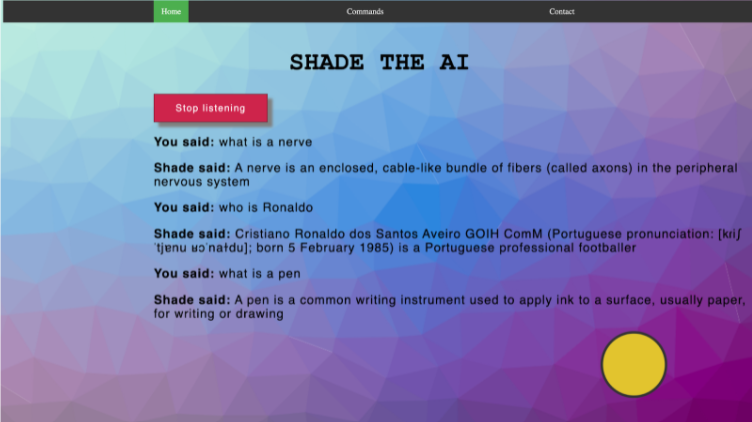 Home Commands Contact
SHADE THE AI
Stop listening
You said: what is a nerve
Shade said: A nerve is an enclosed, cable-like bundle of fibers (called axons) in the peripheral
nervous system
You said: who is Ronaldo
Shade said: Cristiano Ronaldo dos Santos Aveiro GOIH ComM (Portuguese pronunciation: [kɾiʃ
ˈtjɐnu ʁɔˈnaɫdu]; born 5 February 1985) is a Portuguese professional footballer
You said: what is a pen
Shade said: A pen is a common writing instrument used to apply ink to a surface, usually paper,
for writing or drawing